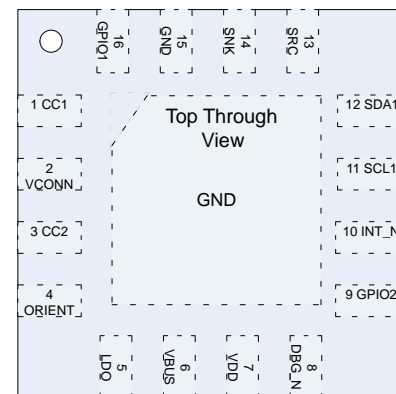 GPIO1 16
GND 15
SNK 14
SRC 13
1 CC1
2
VCONN
3 CC2
4
ORIENT
Top Through
View
GND
12 SDA1
11 SCL1
10 INT_N
9 GPIO2
LDO 5
VBUS 6
VDD 7
DBG_N 8